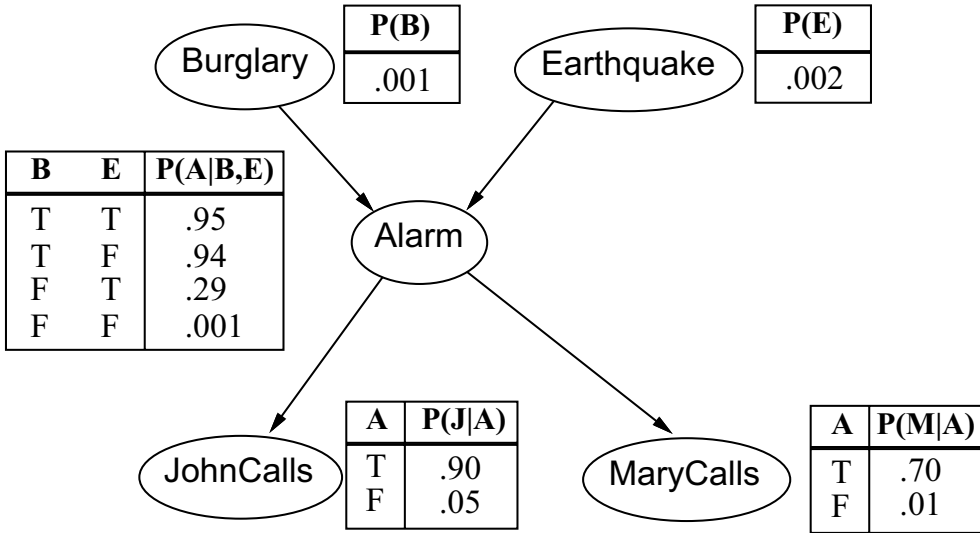 Burglary
P(B)
.001
Earthquake
P(E)
.002
B E P(A|B,E)
T T .95
T F .94
F T .29
F F .001
Alarm
JohnCalls
A P(J|A)
T .90
F .05
MaryCalls
A P(M|A)
T .70
F .01